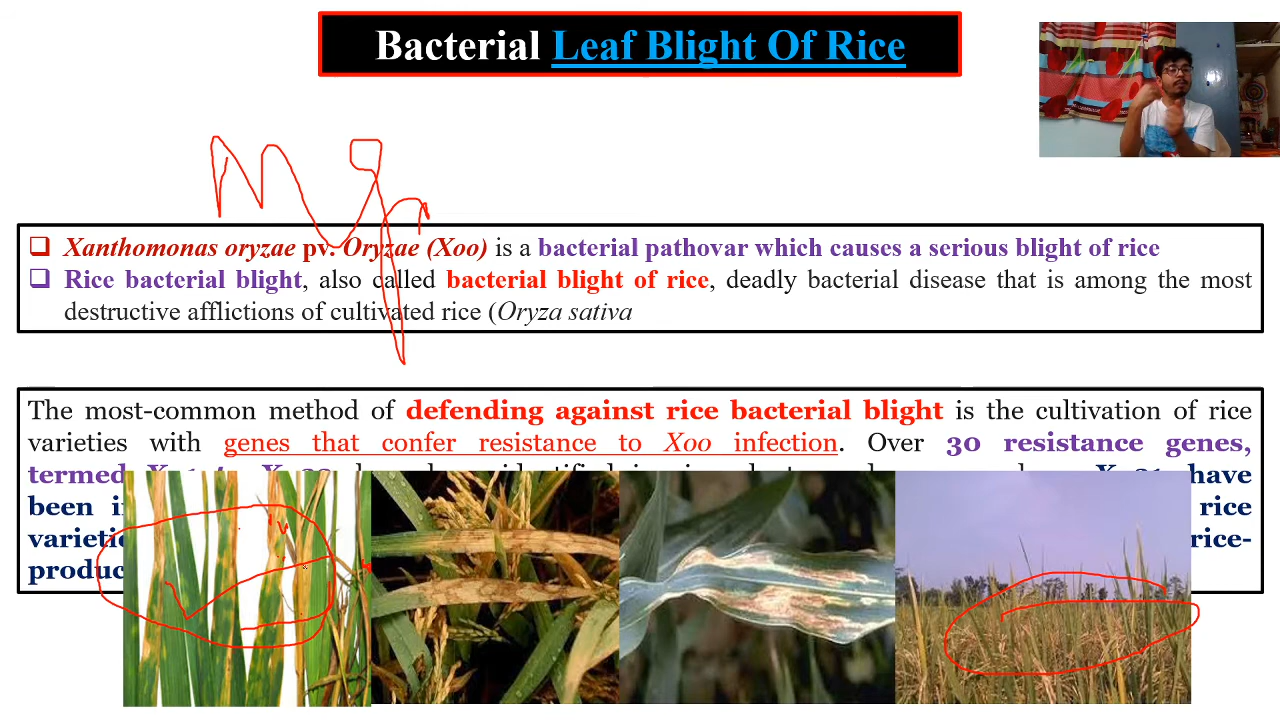 Bacterial Leaf Blight Of Rice
Xanthomonas oryzae pv. Oryzae (Xoo) is a bacterial pathovar which causes a serious blight of rice
Rice bacterial blight, also called bacterial blight of rice, deadly bacterial disease that is among the most
destructive afflictions of cultivated rice (Oryza sativa
The most-common method of defending against rice bacterial blight is the cultivation of rice
varieties with genes that confer resistance to Xoo infection. Over 30 resistance genes,
termed have
been rice
rice-